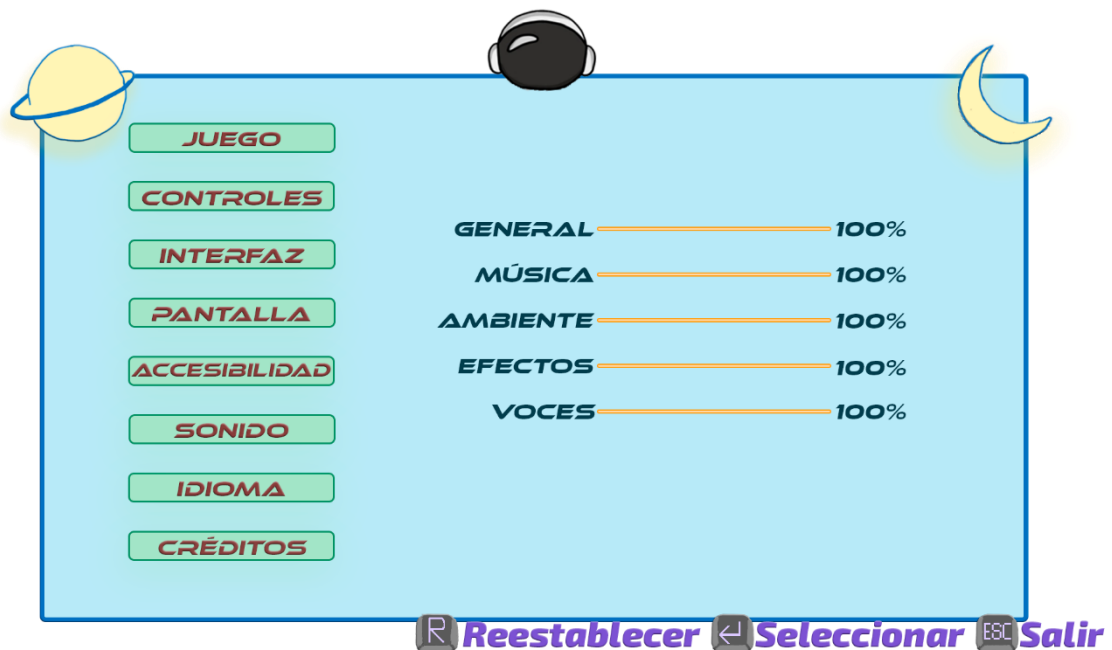 JUEGO
CONTROLES
INTERFAZ
PANTALLA
ACCESIBILIDAD
SONIDO
IDIOMA
CRÉDITOS
GENERAL 100%
MÚSICA 100%
AMBIENTE 100%
EFECTOS 100%
VOCES 100%
R Reestablecer ↵ Seleccionar ESC Salir